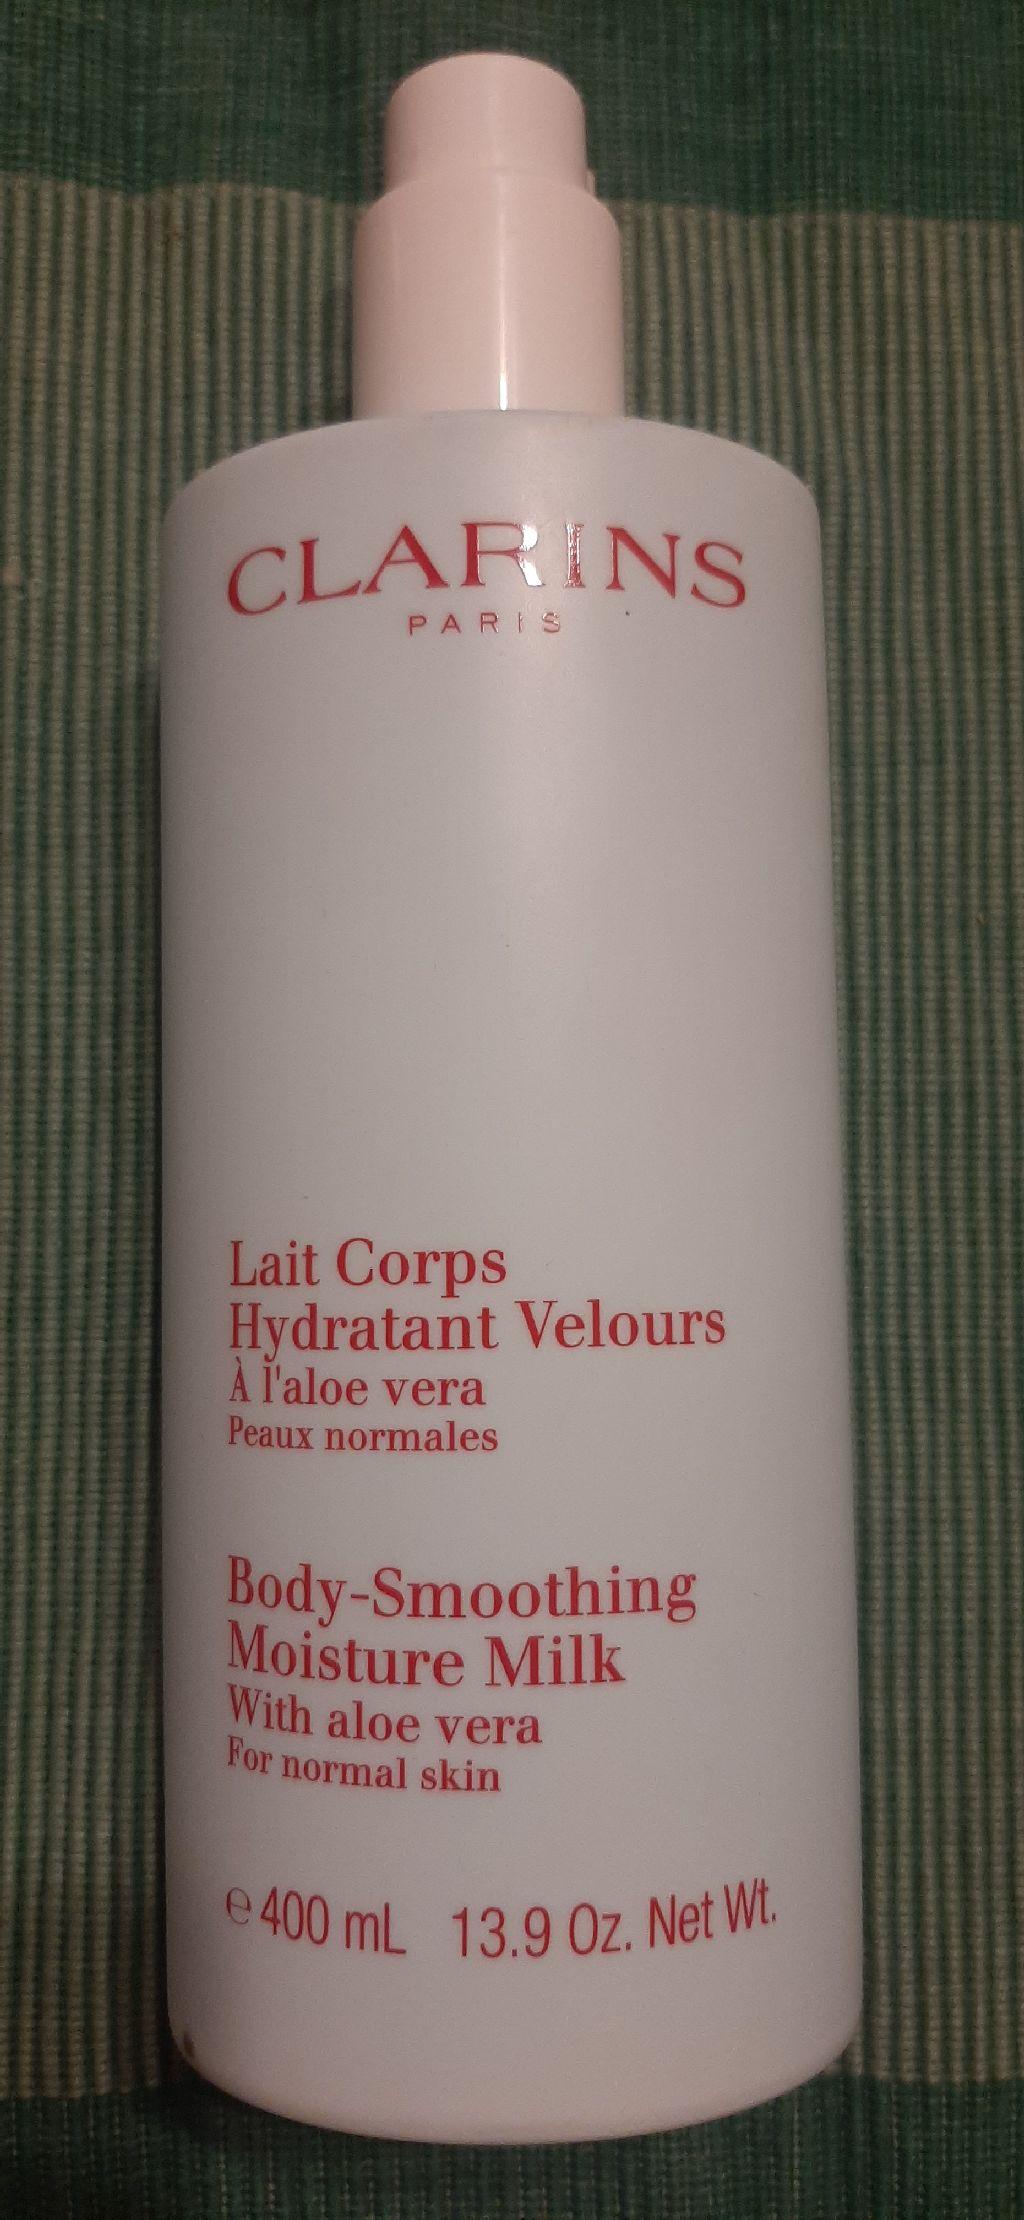 CLARINS
PARIS
Lait Corps
Hydratant Velours
À l'aloe vera
Peaux normales
Body-Smoothing
Moisture Milk
With aloe vera
For normal skin
℮ 400 mL 13.9 Oz. Net Wt.